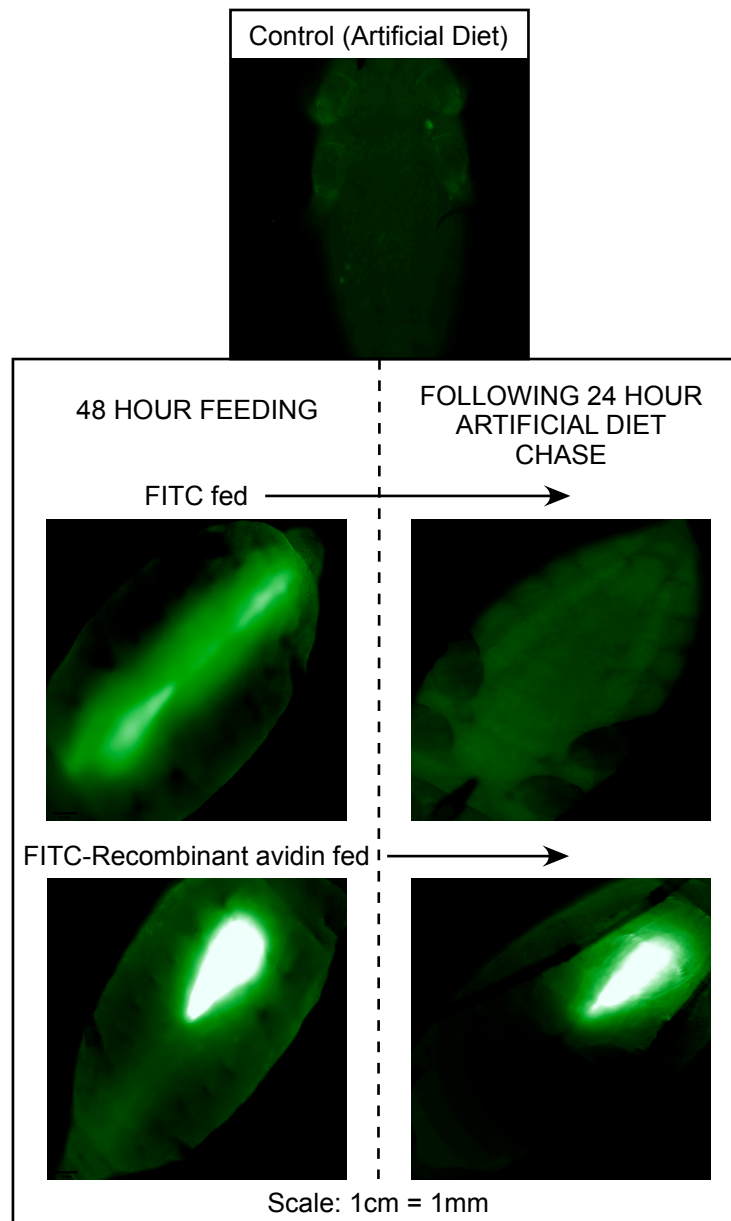 Control (Artificial Diet)
48 HOUR FEEDING
FOLLOWING 24 HOUR
ARTIFICIAL DIET
CHASE
FITC fed
FITC-Recombinant avidin fed
Scale: 1cm = 1mm